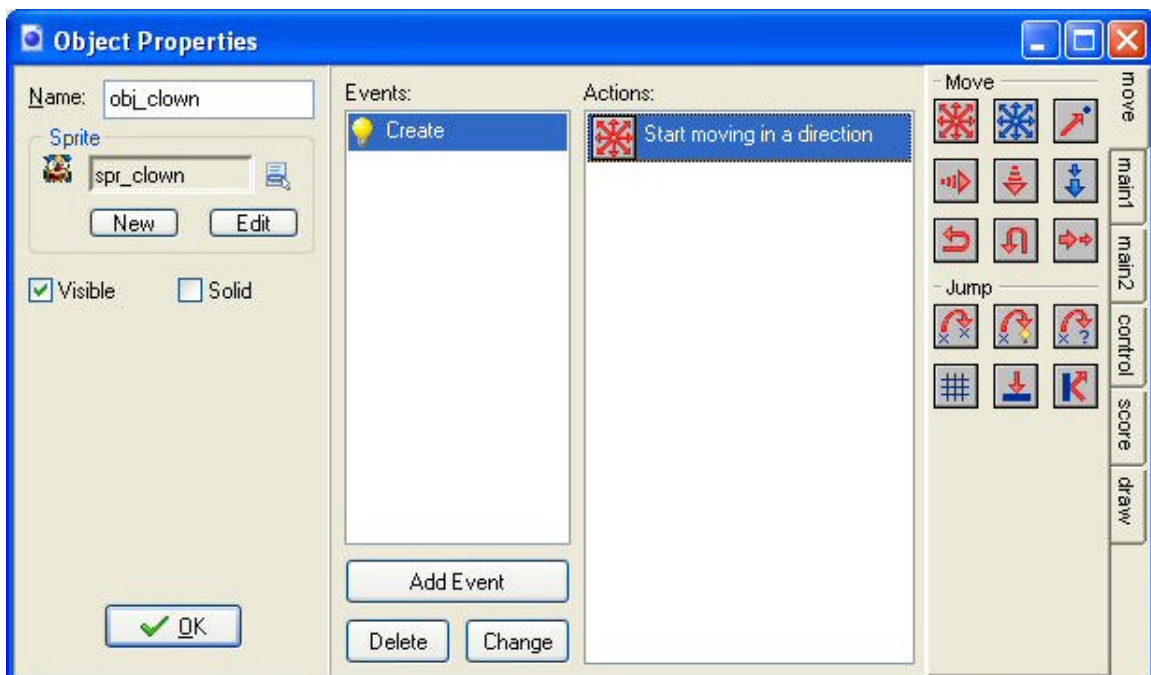 Object Properties
Name: obj_clown
Sprite
spr_clown
New Edit
Visible Solid
OK
Events:
Create
Add Event
Delete Change
Actions:
Start moving in a direction
Move
Jump
move
main1
main2
control
score
draw